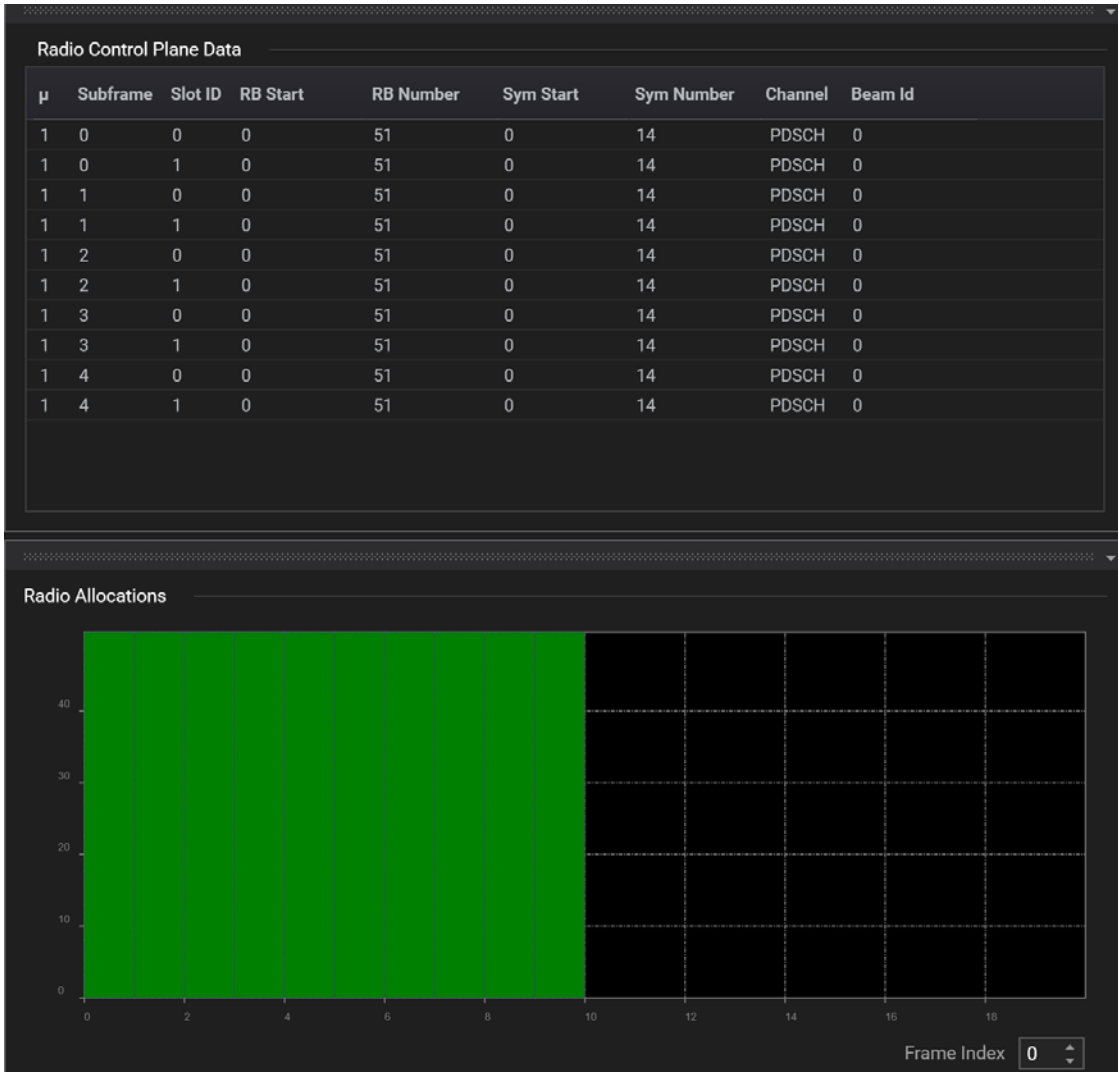 Radio Control Plane Data
µ Subframe Slot ID RB Start RB Number Sym Start Sym Number Channel Beam Id
1 0 0 0 51 0 14 PDSCH 0
1 0 1 0 51 0 14 PDSCH 0
1 1 0 0 51 0 14 PDSCH 0
1 1 1 0 51 0 14 PDSCH 0
1 2 0 0 51 0 14 PDSCH 0
1 2 1 0 51 0 14 PDSCH 0
1 3 0 0 51 0 14 PDSCH 0
1 3 1 0 51 0 14 PDSCH 0
1 4 0 0 51 0 14 PDSCH 0
1 4 1 0 51 0 14 PDSCH 0
Radio Allocations
40
30
20
10
0
0 2 4 6 8 10 12 14 16 18
Frame Index 0